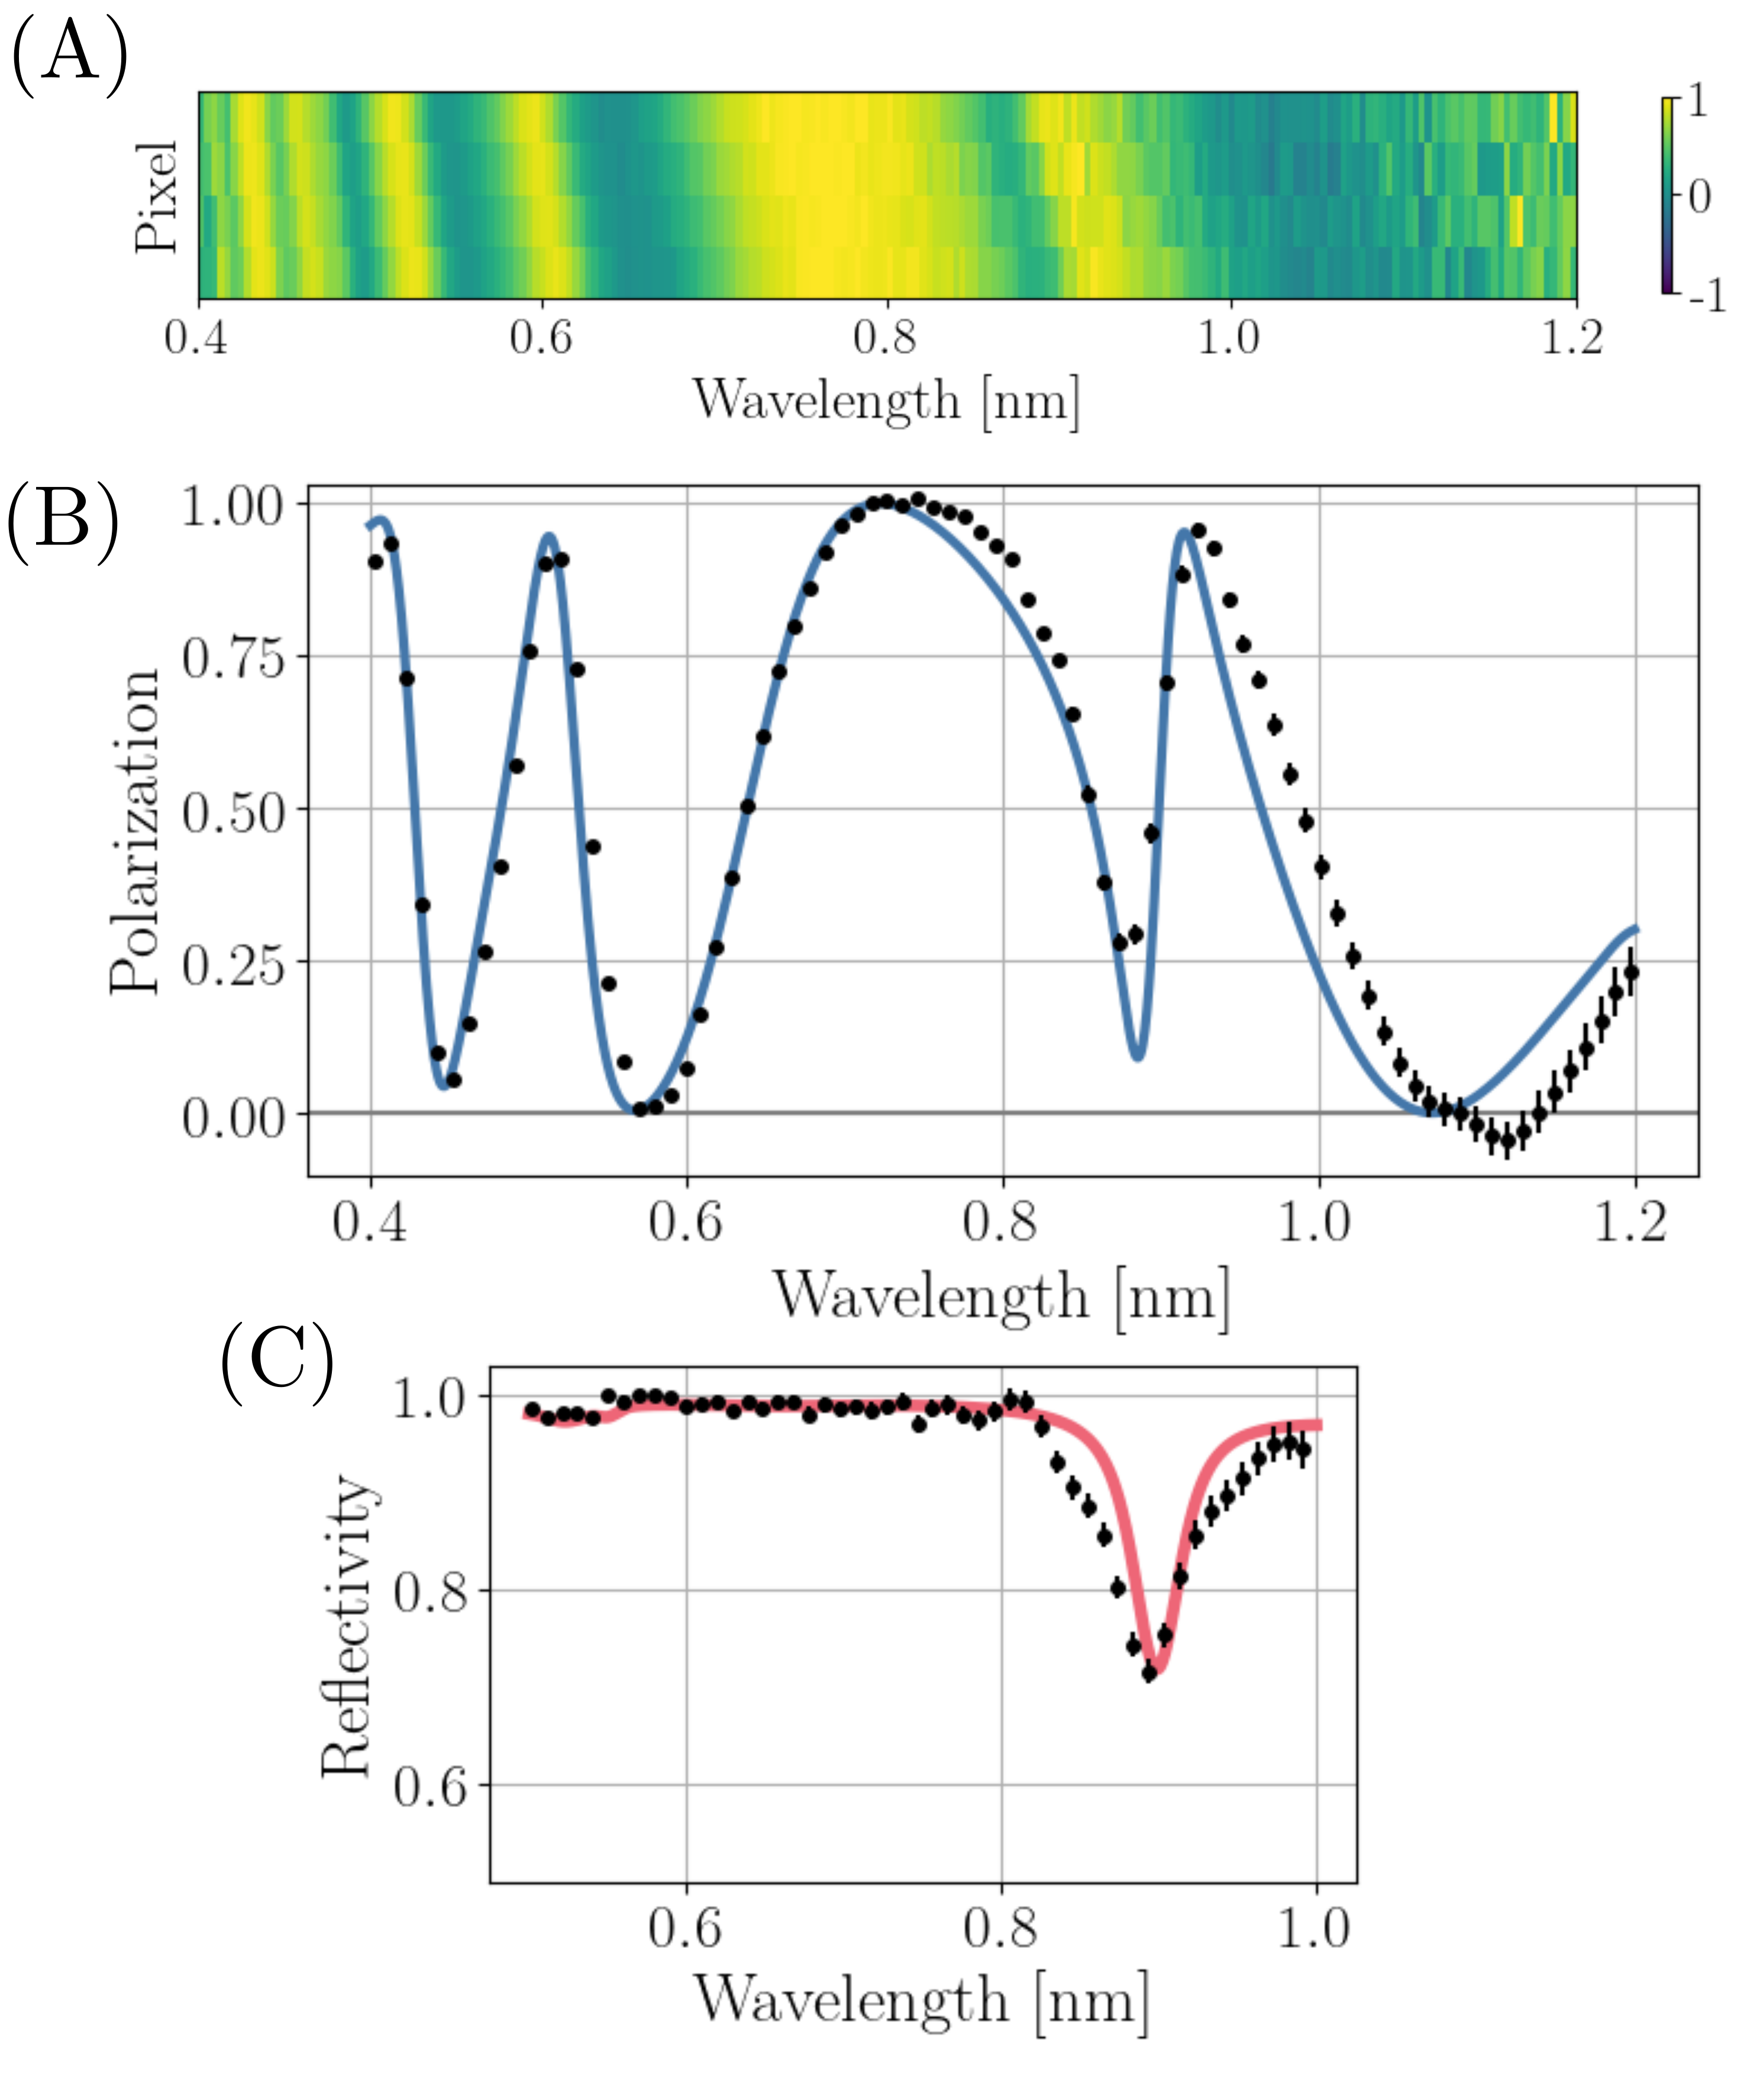 (A)
Pixel
1
0
-1
0.4 0.6 0.8 1.0 1.2
Wavelength [nm]
(B)
Polarization
1.00
0.75
0.50
0.25
0.00
0.4 0.6 0.8 1.0 1.2
Wavelength [nm]
(C)
Reflectivity
1.0
0.8
0.6
0.6 0.8 1.0
Wavelength [nm]